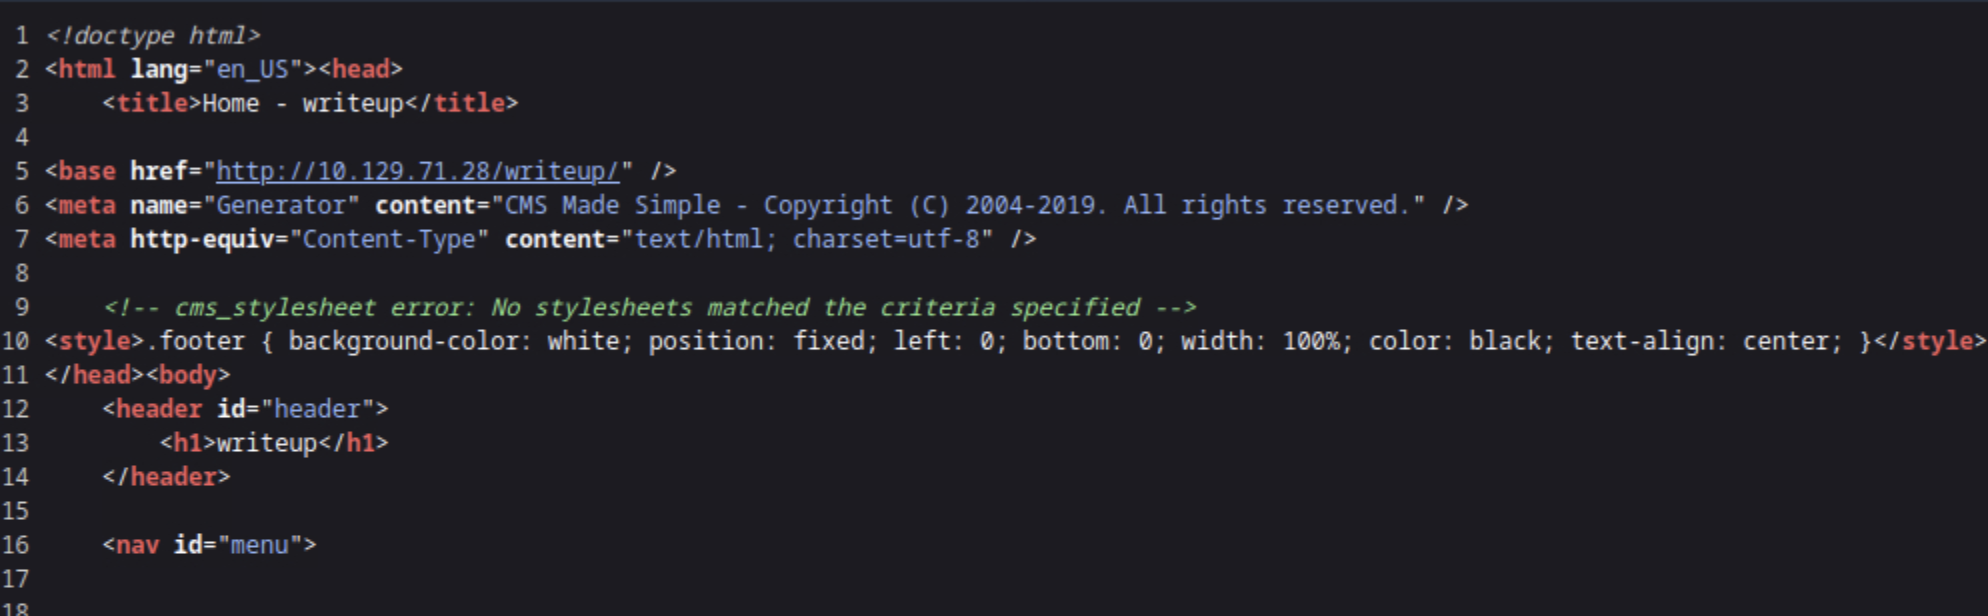 1 <!doctype html>
2 <html lang="en_US"><head>
3     <title>Home - writeup</title>
4
5 <base href="http://10.129.71.28/writeup/" />
6 <meta name="Generator" content="CMS Made Simple - Copyright (C) 2004-2019. All rights reserved." />
7 <meta http-equiv="Content-Type" content="text/html; charset=utf-8" />
8
9     <!-- cms_stylesheet error: No stylesheets matched the criteria specified -->
10 <style>.footer { background-color: white; position: fixed; left: 0; bottom: 0; width: 100%; color: black; text-align: center; }</style>
11 </head><body>
12     <header id="header">
13         <h1>writeup</h1>
14     </header>
15
16     <nav id="menu">
17
18